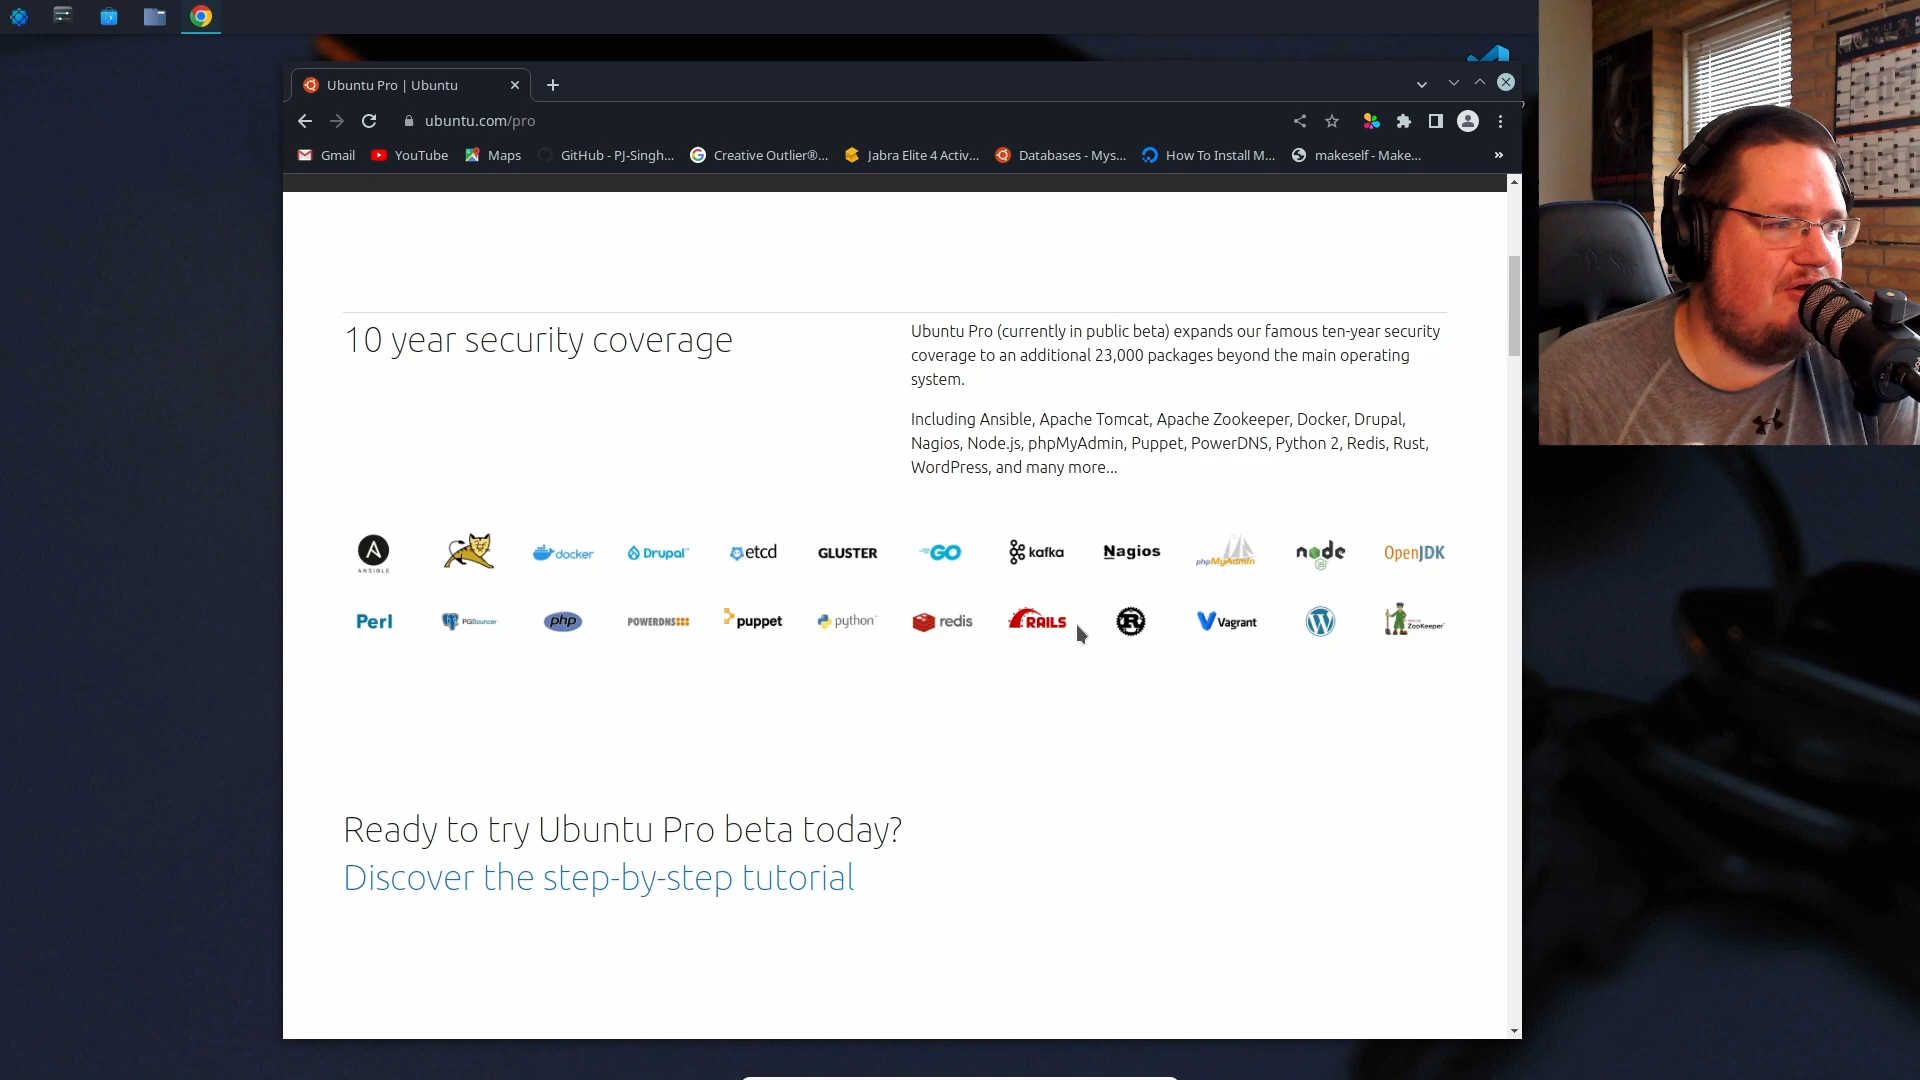 Ubuntu Pro | Ubuntu
ubuntu.com/pro
Gmail YouTube Maps GitHub - PJ-Singh... Creative Outlier®... Jabra Elite 4 Activ... Databases - Mys... How To Install M... makeself - Make... »
10 year security coverage
Ubuntu Pro (currently in public beta) expands our famous ten-year security
coverage to an additional 23,000 packages beyond the main operating
system.
Including Ansible, Apache Tomcat, Apache Zookeeper, Docker, Drupal,
Nagios, Node.js, phpMyAdmin, Puppet, PowerDNS, Python 2, Redis, Rust,
WordPress, and many more...
ANSIBLE docker Drupal™ etcd GLUSTER GO kafka Nagios phpMyAdmin node JS OpenJDK
Perl PGBouncer php POWERDNS puppet python™ redis RAILS R Vagrant W ZooKeeper
Ready to try Ubuntu Pro beta today?
Discover the step-by-step tutorial